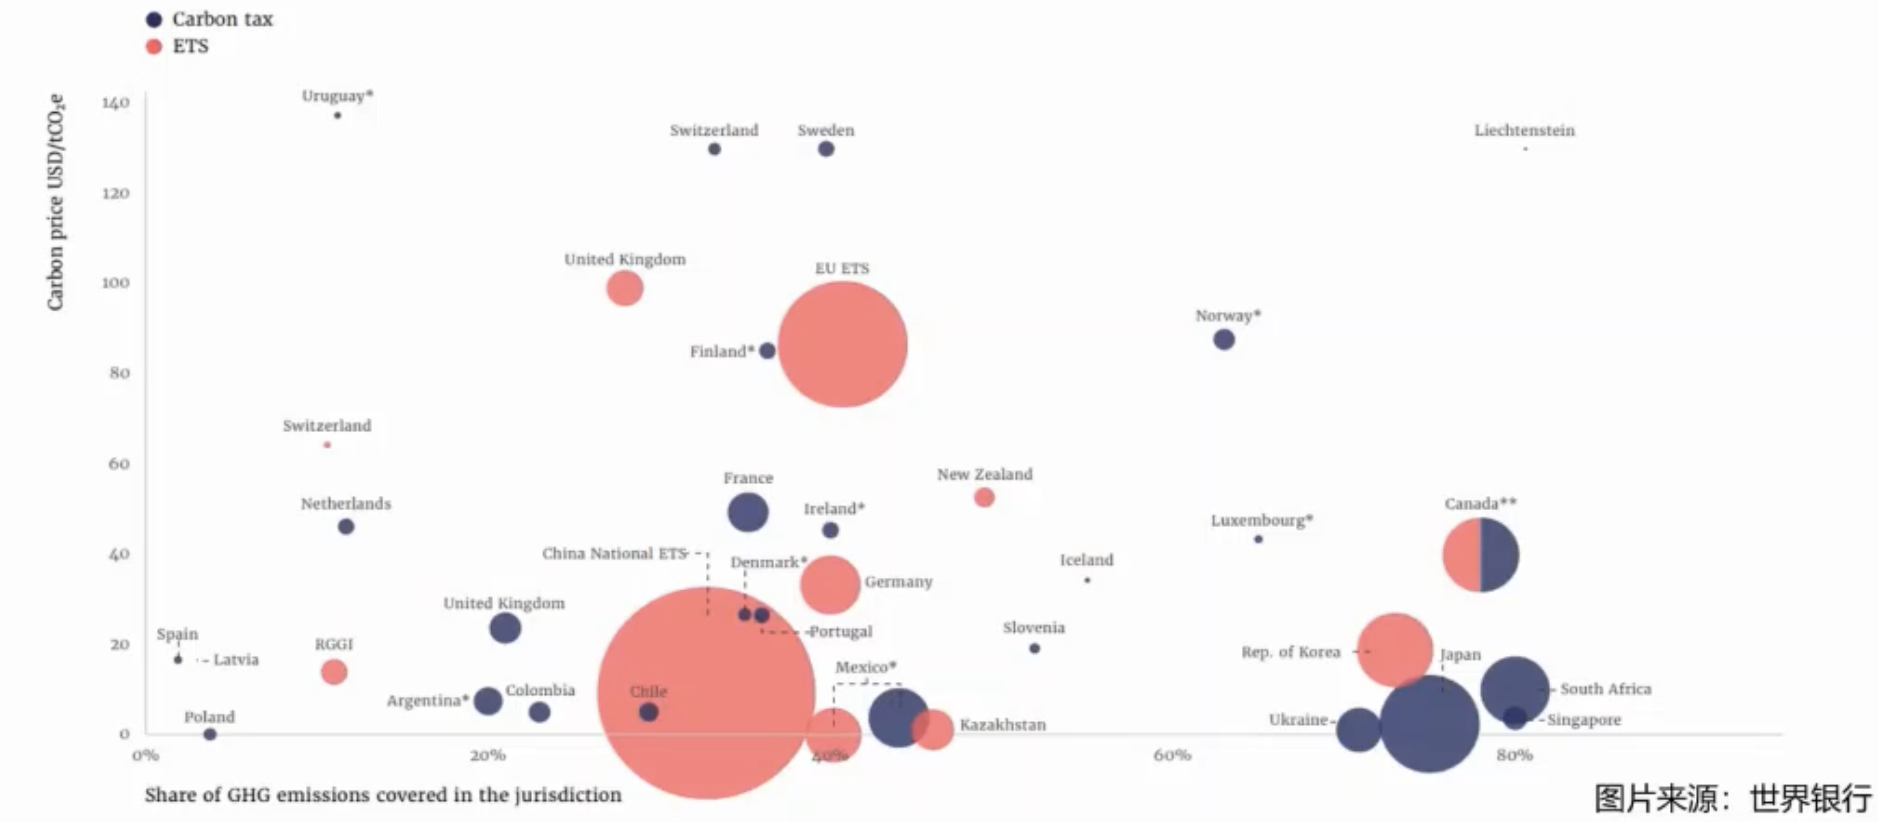 Carbon tax
ETS
Carbon price USD/tCO₂e
140
120
100
80
60
40
20
0
Uruguay*
Switzerland
Sweden
Liechtenstein
United Kingdom
EU ETS
Norway*
Finland*
Switzerland
France
New Zealand
Netherlands
Ireland*
Canada**
Luxembourg*
China National ETS
Denmark*
Iceland
Germany
United Kingdom
Spain
Latvia
RGGI
Portugal
Slovenia
Rep. of Korea
Japan
Mexico*
Argentina*
Colombia
Chile
South Africa
Poland
Kazakhstan
Ukraine
Singapore
0%
20%
40%
60%
80%
Share of GHG emissions covered in the jurisdiction
图片来源：世界银行